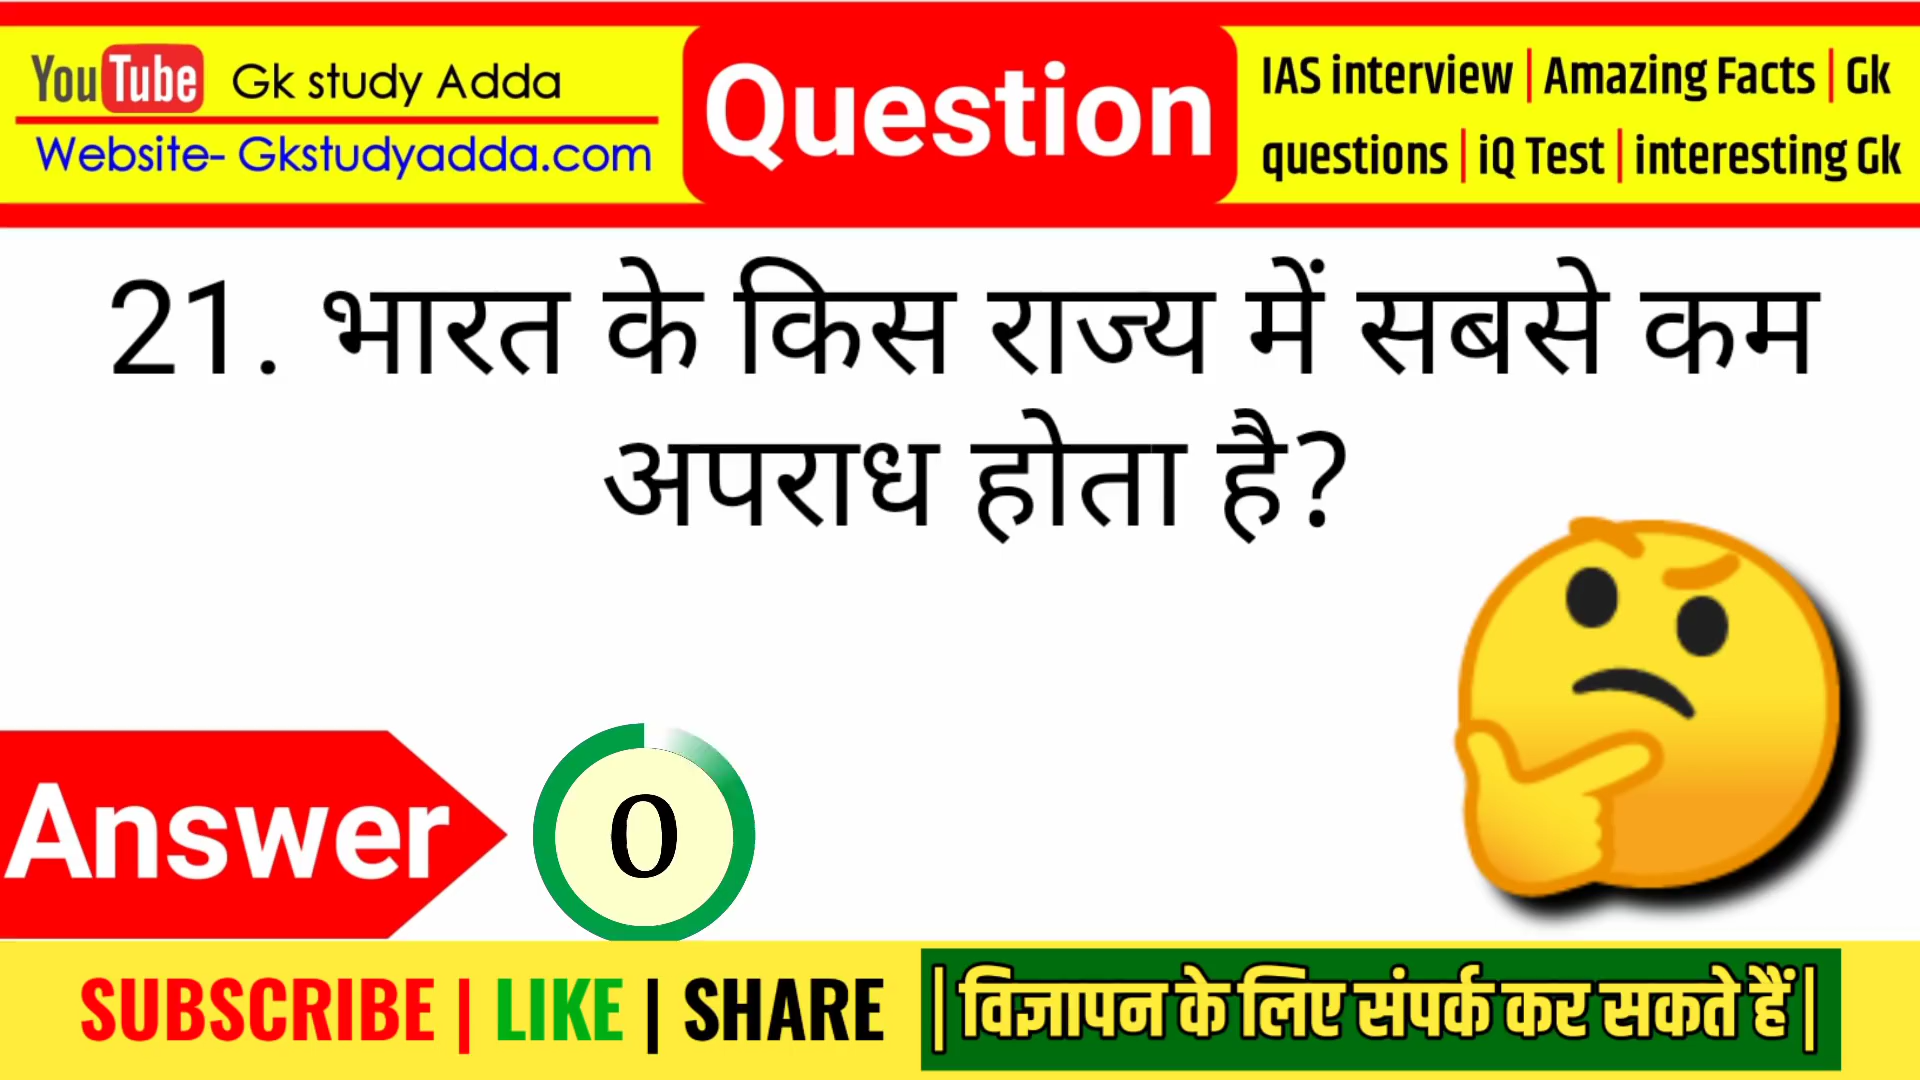 YouTube Gk study Adda
Website- Gkstudyadda.com
Question
IAS interview | Amazing Facts | Gk
questions | iQ Test | interesting Gk
21. भारत के किस राज्य में सबसे कम
अपराध होता है?
Answer
0
SUBSCRIBE | LIKE | SHARE
| विज्ञापन के लिए संपर्क कर सकते हैं |